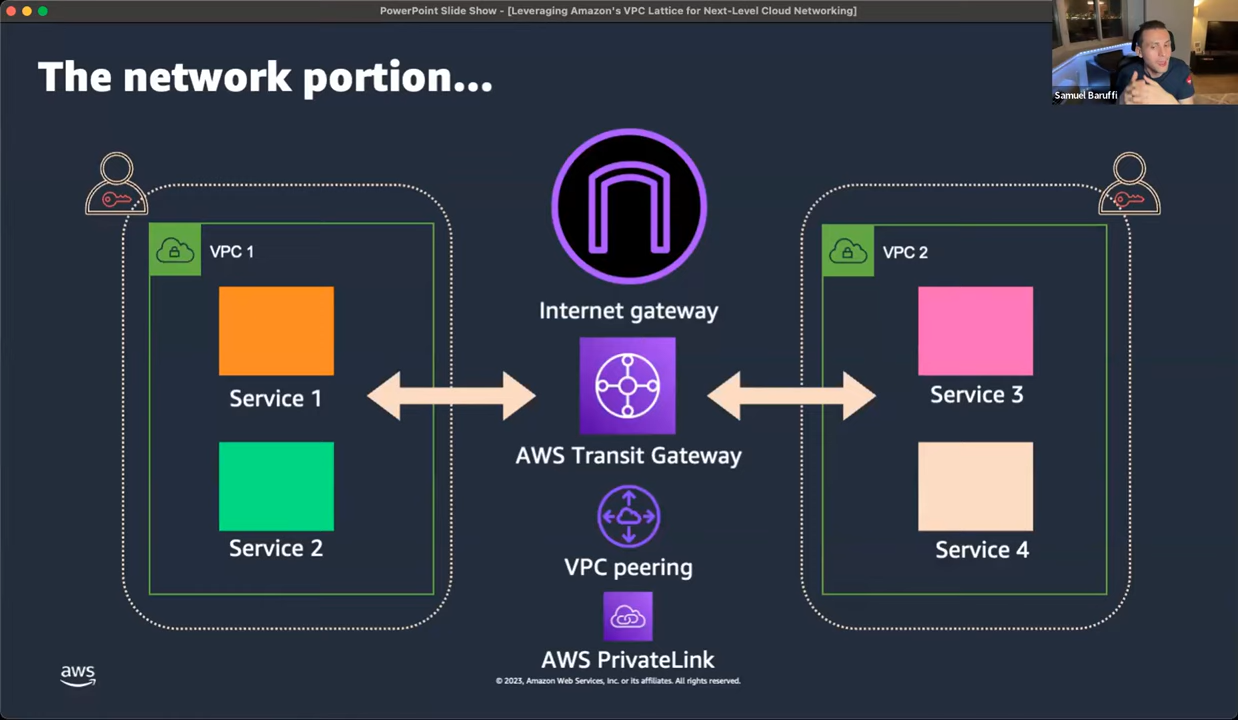 PowerPoint Slide Show - [Leveraging Amazon's VPC Lattice for Next-Level Cloud Networking]
The network portion...
Samuel Baruffi
VPC 1
Service 1
Service 2
Internet gateway
AWS Transit Gateway
VPC peering
AWS PrivateLink
VPC 2
Service 3
Service 4
aws
© 2023, Amazon Web Services, Inc. or its affiliates. All rights reserved.